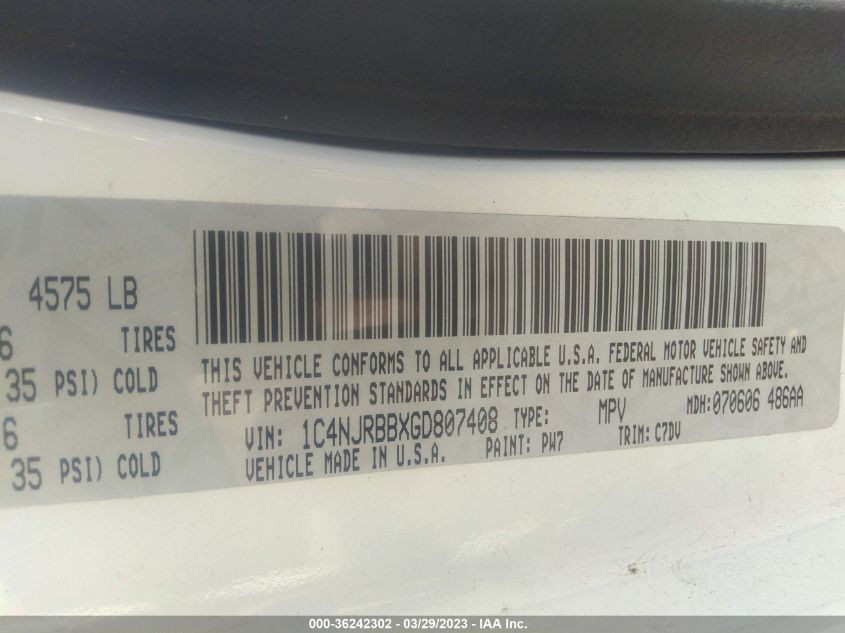 4575 LB
6 TIRES
35 PSI) COLD
6 TIRES
35 PSI) COLD
THIS VEHICLE CONFORMS TO ALL APPLICABLE U.S.A. FEDERAL MOTOR VEHICLE SAFETY AND
THEFT PREVENTION STANDARDS IN EFFECT ON THE DATE OF MANUFACTURE SHOWN ABOVE.
VIN: 1C4NJRBBXGD807408 TYPE: MPV MDH:070606 486AA
VEHICLE MADE IN U.S.A. PAINT: PW7 TRIM: C7DV
000-36242302 - 03/29/2023 - IAA Inc.